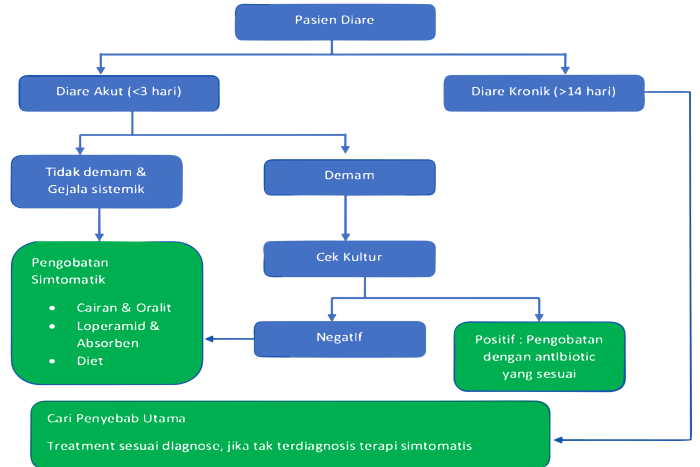 Pasien Diare
Diare Akut (<3 hari)
Diare Kronik (>14 hari)
Tidak demam &
Gejala sistemik
Demam
Pengobatan
Simtomatik
• Cairan & Oralit
• Loperamid &
Absorben
• Diet
Cek Kultur
Negatif
Positif : Pengobatan
dengan antibiotic
yang sesuai
Cari Penyebab Utama
Treatment sesuai diagnose, jika tak terdiagnosis terapi simtomatis